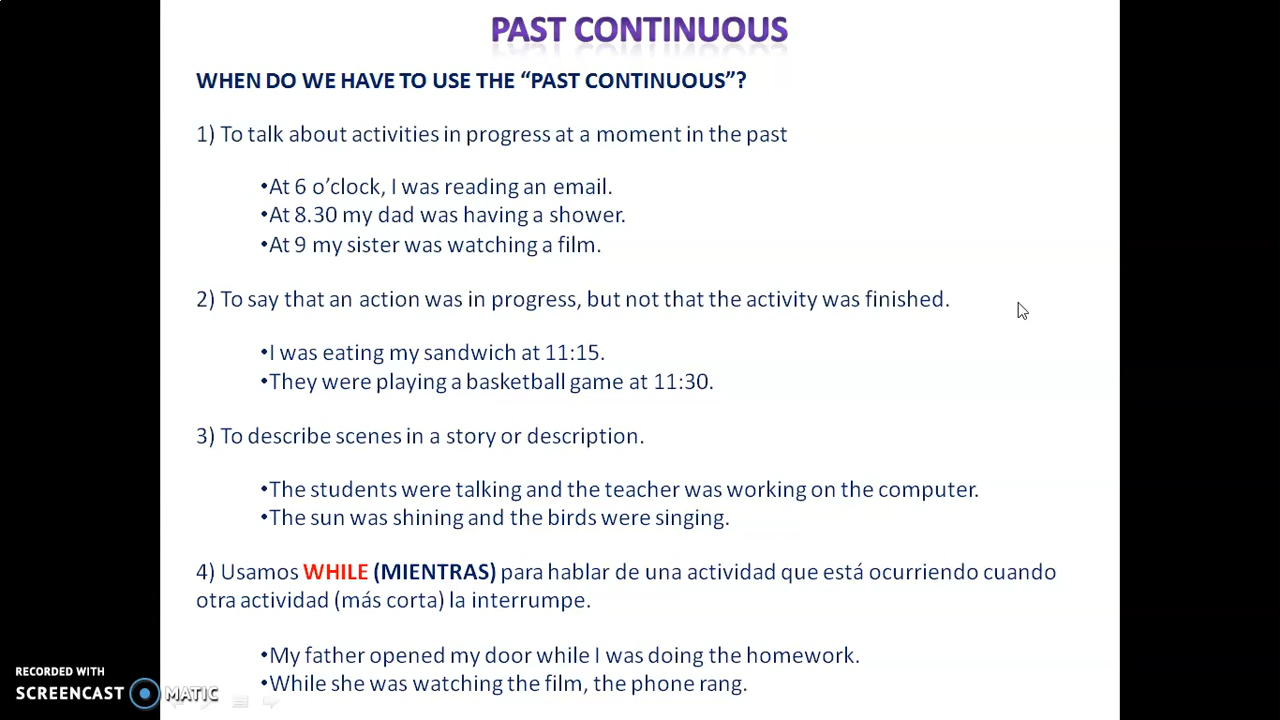 PAST CONTINUOUS
WHEN DO WE HAVE TO USE THE “PAST CONTINUOUS”?
1) To talk about activities in progress at a moment in the past
•At 6 o’clock, I was reading an email.
•At 8.30 my dad was having a shower.
•At 9 my sister was watching a film.
2) To say that an action was in progress, but not that the activity was finished.
•I was eating my sandwich at 11:15.
•They were playing a basketball game at 11:30.
3) To describe scenes in a story or description.
•The students were talking and the teacher was working on the computer.
•The sun was shining and the birds were singing.
4) Usamos WHILE (MIENTRAS) para hablar de una actividad que está ocurriendo cuando
otra actividad (más corta) la interrumpe.
•My father opened my door while I was doing the homework.
•While she was watching the film, the phone rang.
RECORDED WITH
SCREENCAST MATIC